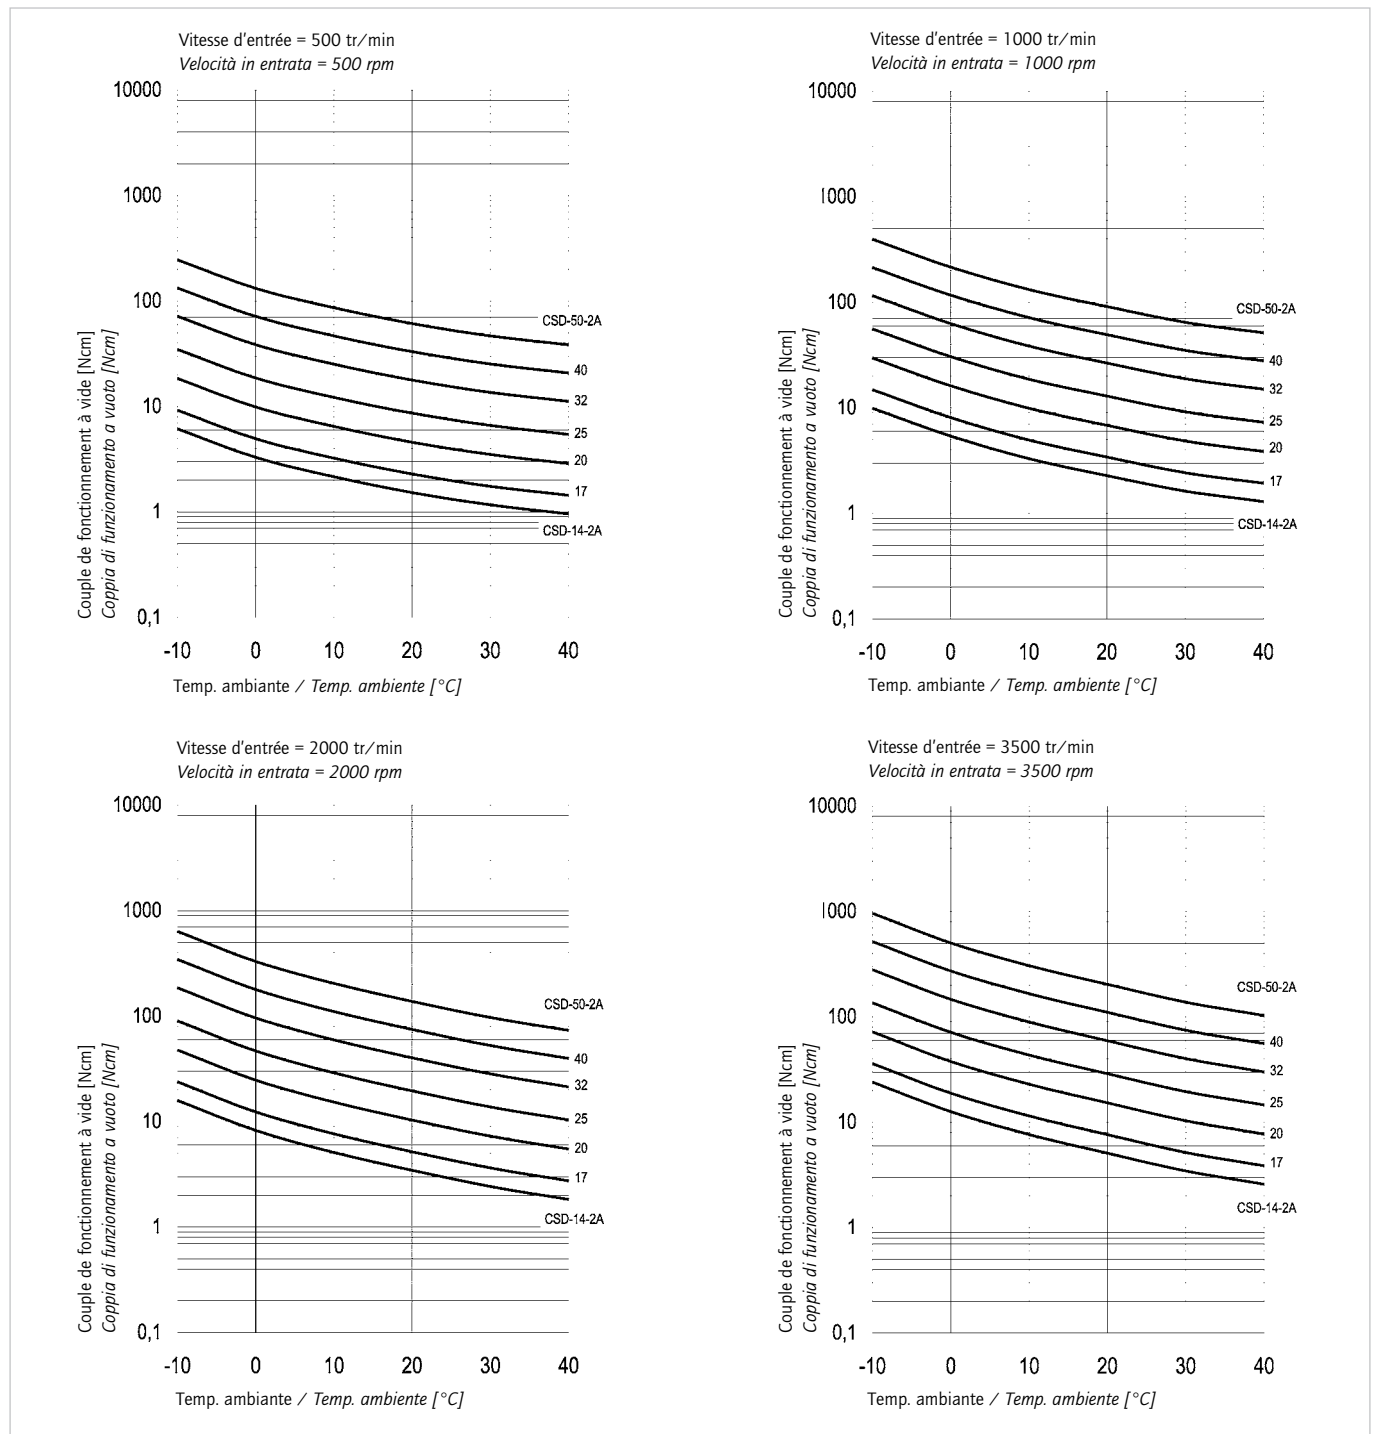 Vitesse d'entrée = 500 tr/min
Velocità in entrata = 500 rpm
10000
1000
100
10
1
0,1
Couple de fonctionnement à vide [Ncm]
Coppia di funzionamento a vuoto [Ncm]
CSD-50-2A
40
32
25
20
17
CSD-14-2A
-10 0 10 20 30 40
Temp. ambiante / Temp. ambiente [°C]
Vitesse d'entrée = 1000 tr/min
Velocità in entrata = 1000 rpm
10000
1000
100
10
1
0,1
Couple de fonctionnement à vide [Ncm]
Coppia di funzionamento a vuoto [Ncm]
CSD-50-2A
40
32
25
20
17
CSD-14-2A
-10 0 10 20 30 40
Temp. ambiante / Temp. ambiente [°C]
Vitesse d'entrée = 2000 tr/min
Velocità in entrata = 2000 rpm
10000
1000
100
10
1
0,1
Couple de fonctionnement à vide [Ncm]
Coppia di funzionamento a vuoto [Ncm]
CSD-50-2A
40
32
25
20
17
CSD-14-2A
-10 0 10 20 30 40
Temp. ambiante / Temp. ambiente [°C]
Vitesse d'entrée = 3500 tr/min
Velocità in entrata = 3500 rpm
10000
1000
100
10
1
0,1
Couple de fonctionnement à vide [Ncm]
Coppia di funzionamento a vuoto [Ncm]
CSD-50-2A
40
32
25
20
17
CSD-14-2A
-10 0 10 20 30 40
Temp. ambiante / Temp. ambiente [°C]